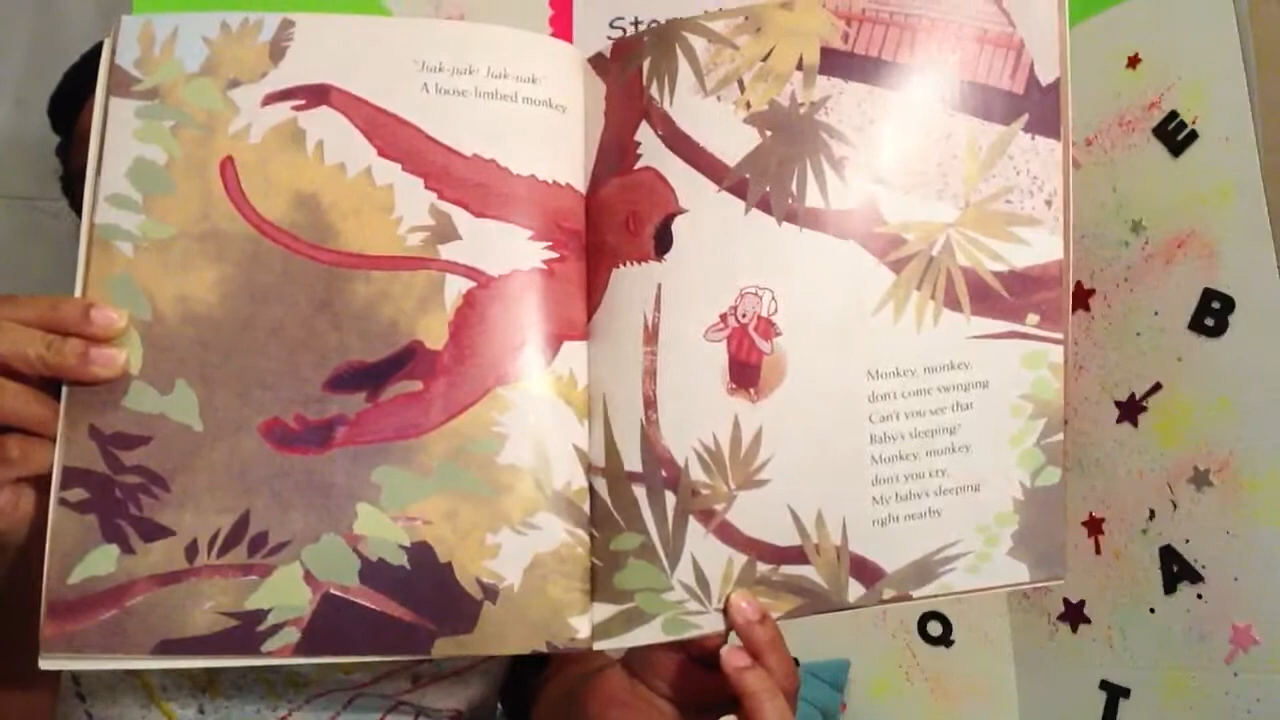 "Jiak-jiak! Jiak-jiak!"
A loose-limbed monkey.
Monkey, monkey,
don't come swinging
Can't you see that
Baby's sleeping?
Monkey, monkey
don't you cry,
My baby's sleeping
right nearby
E
B
A
Q
T